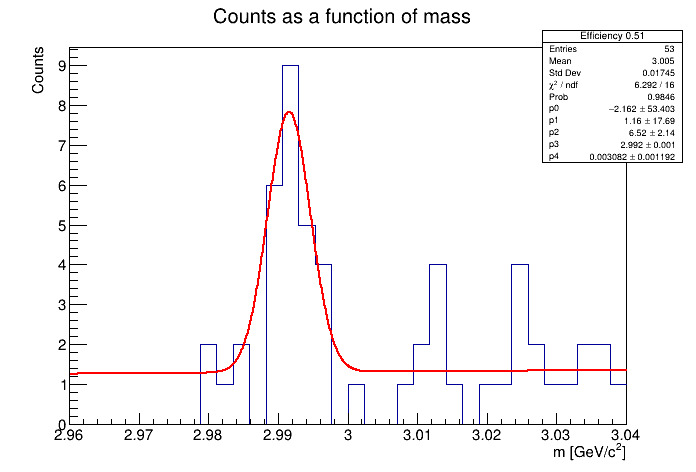 Counts as a function of mass
Efficiency 0.51
Entries 53
Mean 3.005
Std Dev 0.01745
χ² / ndf 6.292 / 16
Prob 0.9846
p0 −2.162 ± 53.403
p1 1.16 ± 17.69
p2 6.52 ± 2.14
p3 2.992 ± 0.001
p4 0.003082 ± 0.001192
Counts
9
8
7
6
5
4
3
2
1
0
2.96 2.97 2.98 2.99 3 3.01 3.02 3.03 3.04
m [GeV/c²]